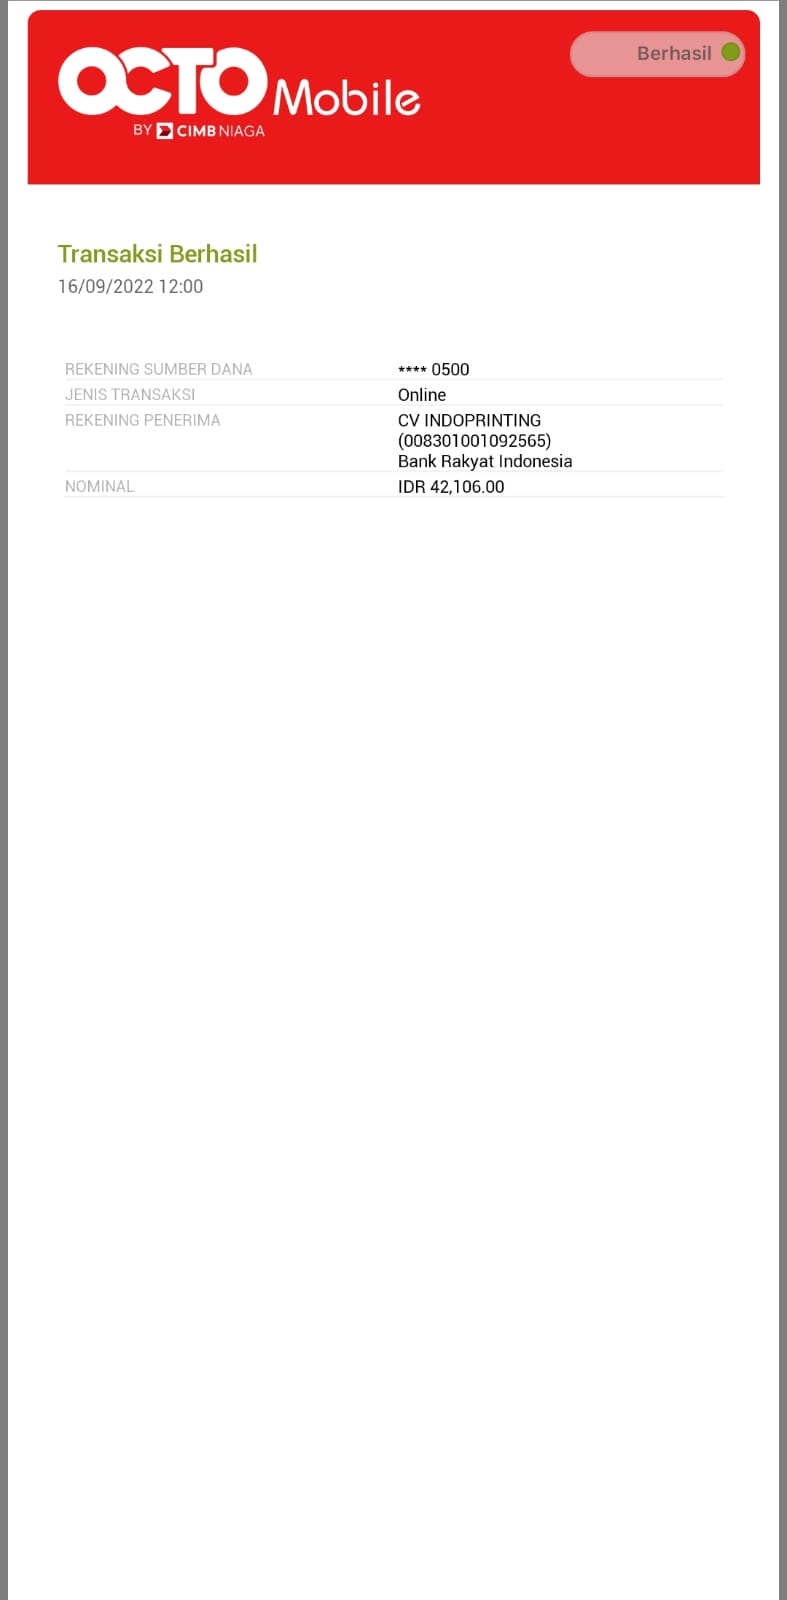 Berhasil
OCTO Mobile
BY CIMB NIAGA
Transaksi Berhasil
16/09/2022 12:00
REKENING SUMBER DANA **** 0500
JENIS TRANSAKSI Online
REKENING PENERIMA CV INDOPRINTING
(008301001092565)
Bank Rakyat Indonesia
NOMINAL IDR 42,106.00